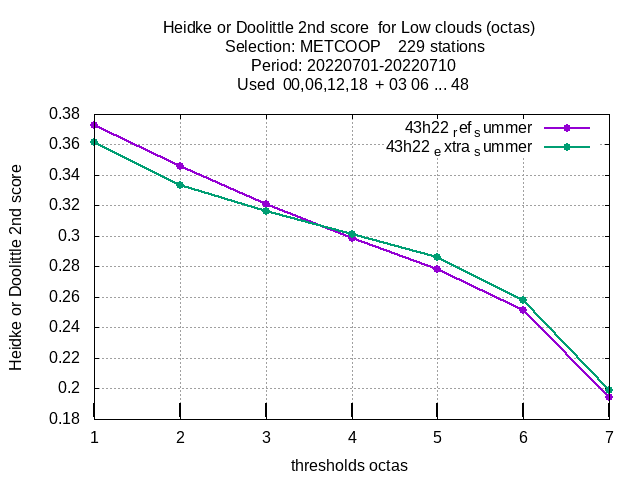 Heidke or Doolittle 2nd score  for Low clouds (octas)
Selection: METCOOP    229 stations
Period: 20220701-20220710
Used  00,06,12,18  + 03 06 ... 48
43h22 ref summer
43h22 extra summer
Heidke or Doolittle 2nd score
0.38
0.36
0.34
0.32
0.3
0.28
0.26
0.24
0.22
0.2
0.18
1 2 3 4 5 6 7
thresholds octas